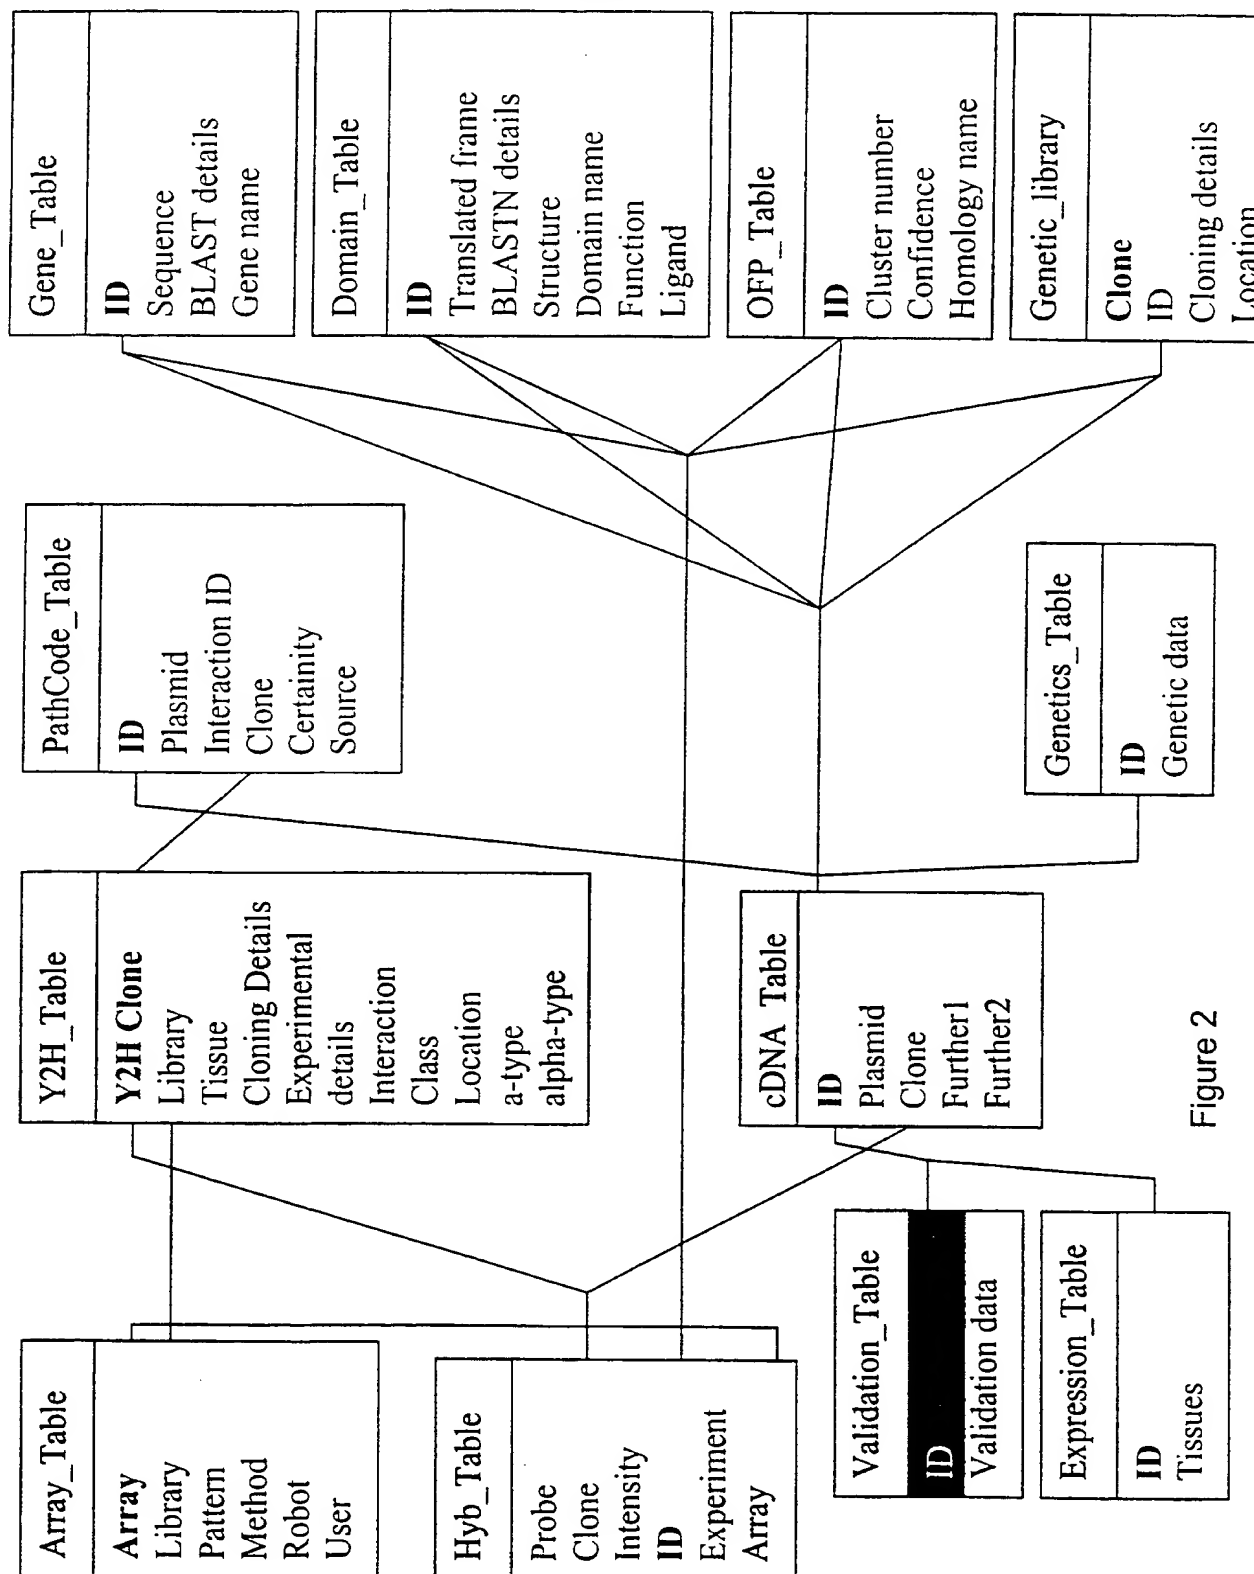 Array_Table
Array
Library
Pattern
Method
Robot
User
Hyb_Table
Probe
Clone
Intensity
ID
Experiment
Array
Validation_Table
ID
Validation data
Expression_Table
ID
Tissues
Y2H_Table
Y2H Clone
Library
Tissue
Cloning Details
Experimental
details
Interaction
Class
Location
a-type
alpha-type
cDNA_Table
ID
Plasmid
Clone
Further1
Further2
PathCode_Table
ID
Plasmid
Interaction ID
Clone
Certainity
Source
Genetics_Table
ID
Genetic data
Gene_Table
ID
Sequence
BLAST details
Gene name
Domain_Table
ID
Translated frame
BLASTN details
Structure
Domain name
Function
Ligand
OFP_Table
ID
Cluster number
Confidence
Homology name
Genetic_library
Clone
ID
Cloning details
Location
Figure 2